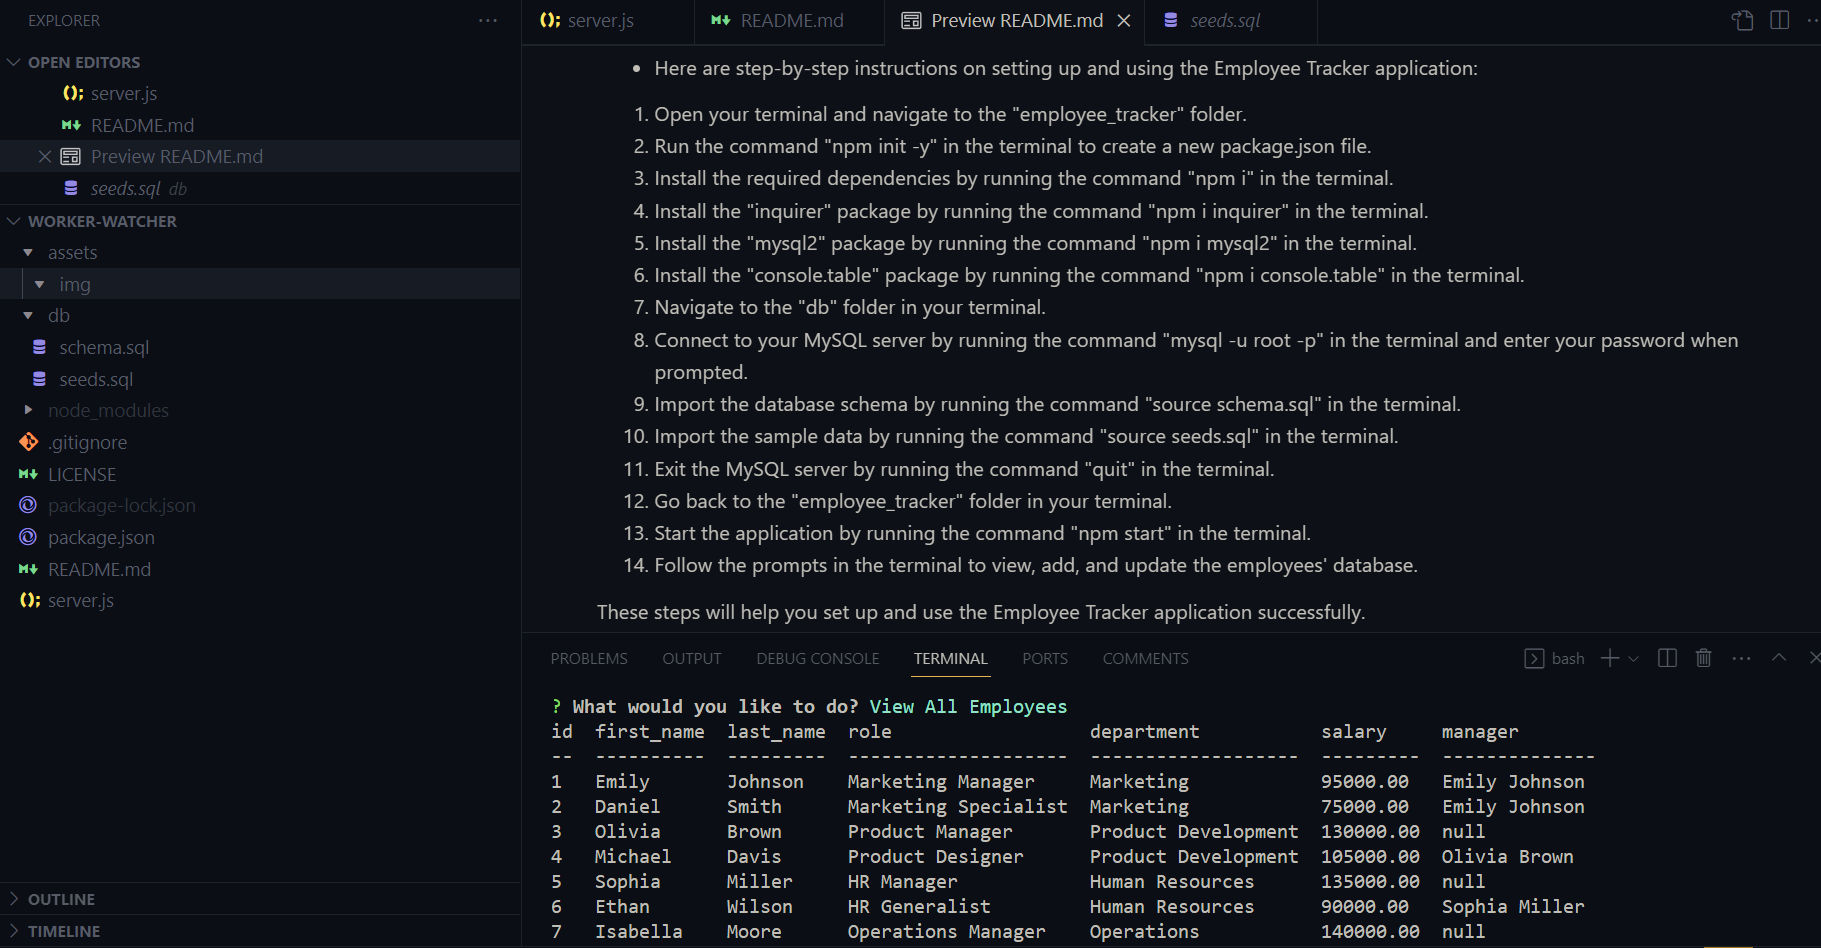 EXPLORER
OPEN EDITORS
server.js
README.md
Preview README.md
seeds.sql db
WORKER-WATCHER
assets
img
db
schema.sql
seeds.sql
node_modules
.gitignore
LICENSE
package-lock.json
package.json
README.md
server.js
OUTLINE
TIMELINE
server.js
README.md
Preview README.md
seeds.sql
• Here are step-by-step instructions on setting up and using the Employee Tracker application:
1. Open your terminal and navigate to the "employee_tracker" folder.
2. Run the command "npm init -y" in the terminal to create a new package.json file.
3. Install the required dependencies by running the command "npm i" in the terminal.
4. Install the "inquirer" package by running the command "npm i inquirer" in the terminal.
5. Install the "mysql2" package by running the command "npm i mysql2" in the terminal.
6. Install the "console.table" package by running the command "npm i console.table" in the terminal.
7. Navigate to the "db" folder in your terminal.
8. Connect to your MySQL server by running the command "mysql -u root -p" in the terminal and enter your password when
prompted.
9. Import the database schema by running the command "source schema.sql" in the terminal.
10. Import the sample data by running the command "source seeds.sql" in the terminal.
11. Exit the MySQL server by running the command "quit" in the terminal.
12. Go back to the "employee_tracker" folder in your terminal.
13. Start the application by running the command "npm start" in the terminal.
14. Follow the prompts in the terminal to view, add, and update the employees' database.
These steps will help you set up and use the Employee Tracker application successfully.
PROBLEMS OUTPUT DEBUG CONSOLE TERMINAL PORTS COMMENTS bash
? What would you like to do? View All Employees
id first_name last_name role department salary manager
-- ---------- --------- -------------------- ------------------- --------- --------------
1 Emily Johnson Marketing Manager Marketing 95000.00 Emily Johnson
2 Daniel Smith Marketing Specialist Marketing 75000.00 Emily Johnson
3 Olivia Brown Product Manager Product Development 130000.00 null
4 Michael Davis Product Designer Product Development 105000.00 Olivia Brown
5 Sophia Miller HR Manager Human Resources 135000.00 null
6 Ethan Wilson HR Generalist Human Resources 90000.00 Sophia Miller
7 Isabella Moore Operations Manager Operations 140000.00 null